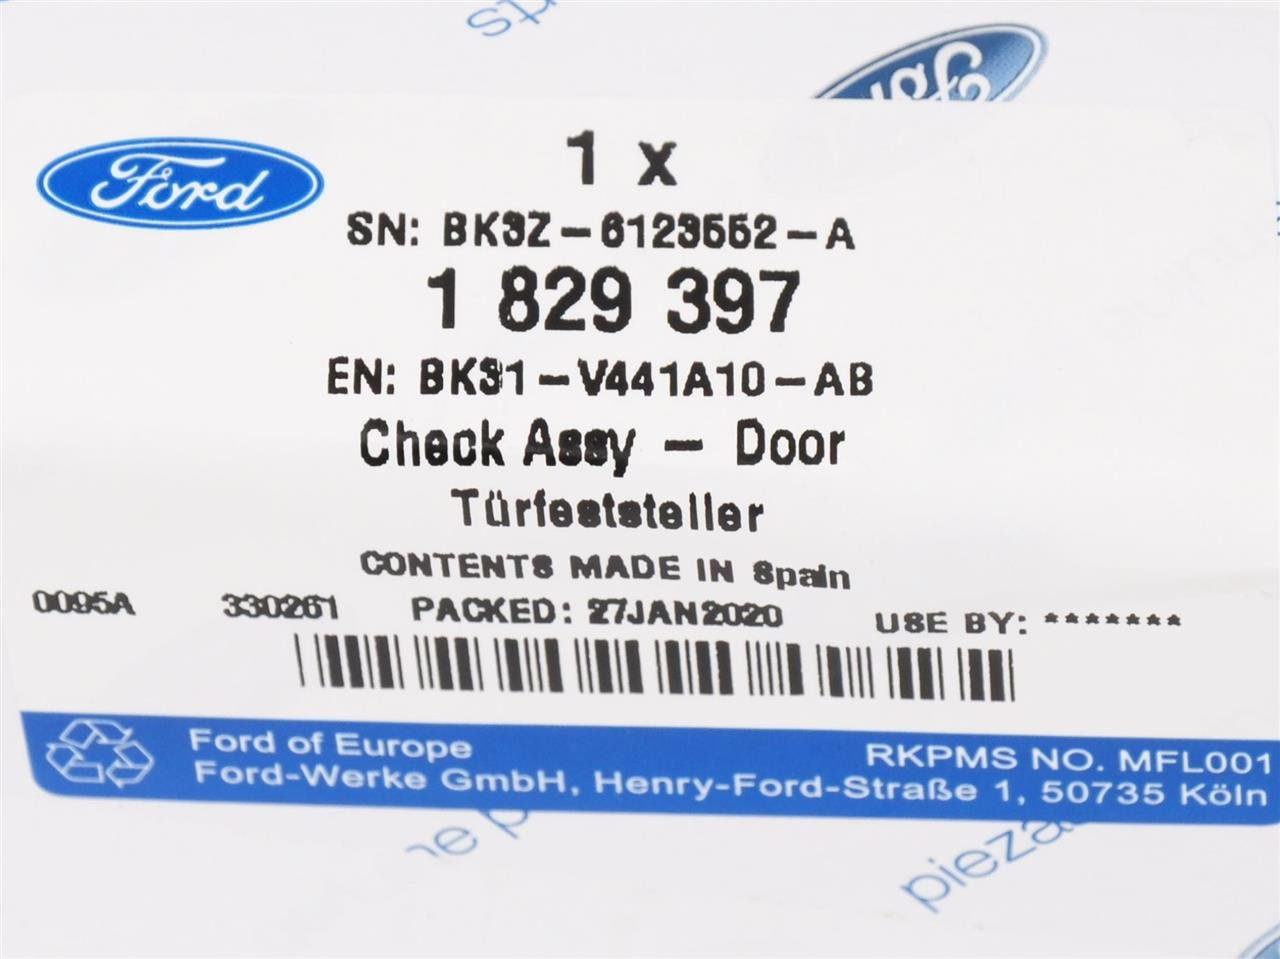 Ford
1 x
SN: BK3Z-6123552-A
1 829 397
EN: BK31-V441A10-AB
Check Assy - Door
Türfeststeller
CONTENTS MADE IN Spain
0095A 330261 PACKED: 27JAN2020 USE BY: *******
Ford of Europe RKPMS NO. MFL001
Ford-Werke GmbH, Henry-Ford-Straße 1, 50735 Köln